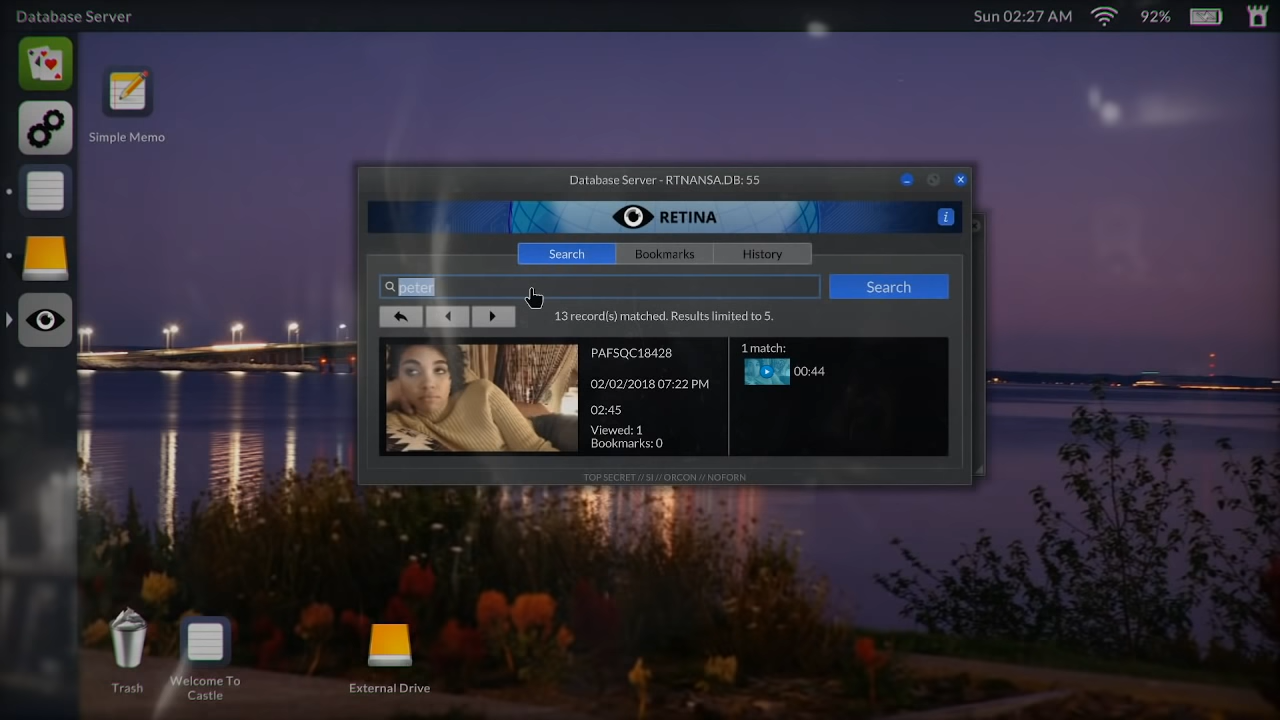 Database Server
Sun 02:27 AM
92%
Simple Memo
Database Server - RTNANSA.DB: 55
RETINA
i
Search
Bookmarks
History
peter
Search
13 record(s) matched. Results limited to 5.
PAFSQC18428
02/02/2018 07:22 PM
02:45
Viewed: 1
Bookmarks: 0
1 match:
00:44
TOP SECRET // SI // ORCON // NOFORN
Trash
Welcome To
Castle
External Drive